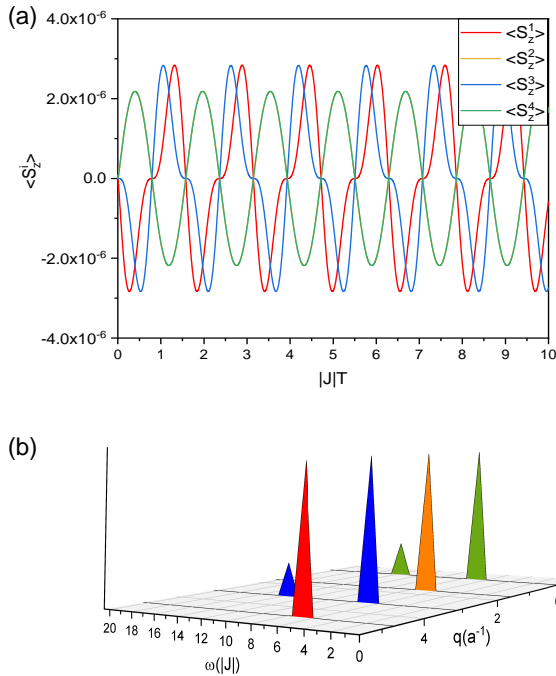 (a)
4.0x10⁻⁶
2.0x10⁻⁶
0.0
-2.0x10⁻⁶
-4.0x10⁻⁶
<S_z^i>
<S_z^1>
<S_z^2>
<S_z^3>
<S_z^4>
0 1 2 3 4 5 6 7 8 9 10
|J|T
(b)
20 18 16 14 12 10 8 6 4 2 0
ω(|J|)
4 2
q(a⁻¹)